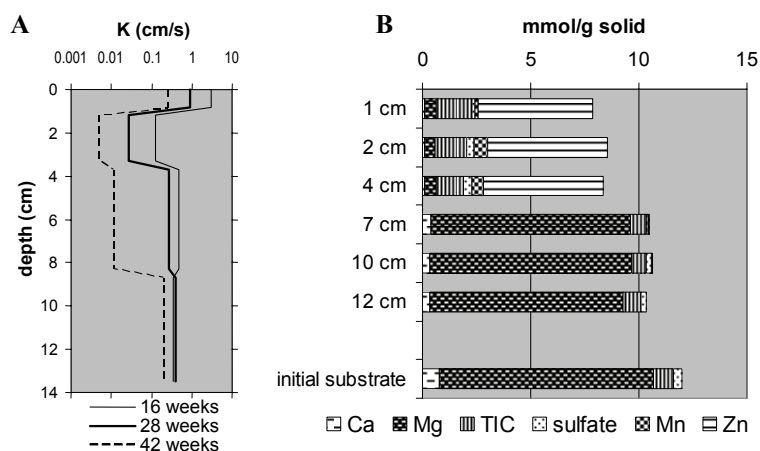 A
K (cm/s)
0.001 0.01 0.1 1 10
0
2
4
6
8
10
12
14
depth (cm)
16 weeks
28 weeks
42 weeks
B
mmol/g solid
0 5 10 15
1 cm
2 cm
4 cm
7 cm
10 cm
12 cm
initial substrate
Ca Mg TIC sulfate Mn Zn